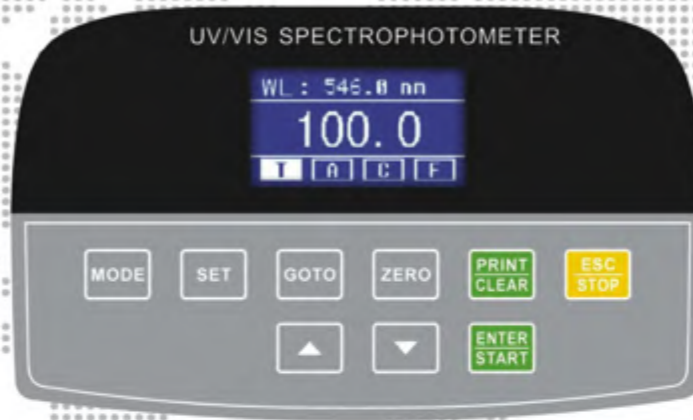 UV/VIS SPECTROPHOTOMETER
WL: 546.0 nm
100.0
T A C F
MODE SET GOTO ZERO PRINT CLEAR ESC STOP
ENTER START